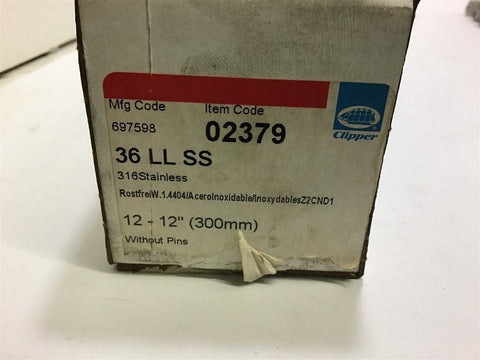 Mfg Code Item Code
697598 02379
Clipper
36 LL SS
316Stainless
RostfreiW.1.4404/AceroInoxidable/InoxydablesZ2CND1
12 - 12" (300mm)
Without Pins